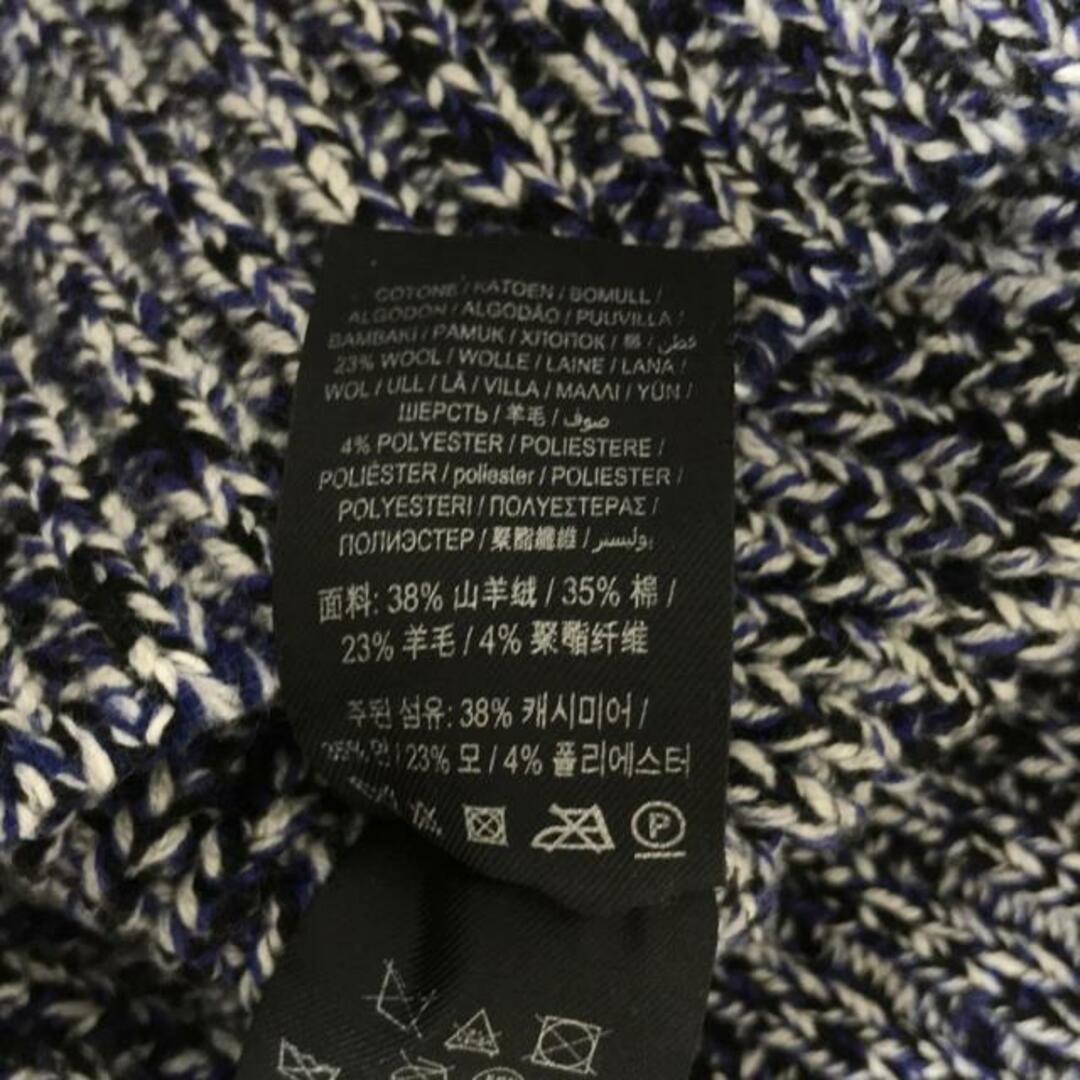 COTONE / KATOEN / BOMULL /
ALGODON / ALGODÃO / PUUVILLA /
BAMBAKI / PAMUK / ХЛОПОК / 棉 / قطن
23% WOOL / WOLLE / LAINE / LANA /
WOL / ULL / LÃ / VILLA / ΜΑΛΛΙ / YÜN /
ШЕРСТЬ / 羊毛 / صوف
4% POLYESTER / POLIESTERE /
POLIÉSTER / poliester / POLIESTER /
POLYESTERI / ΠΟΛΥΕΣΤΕΡΑΣ /
ПОЛИЭСТЕР / 聚酯纖維 / بوليستر
面料: 38% 山羊绒 / 35% 棉 /
23% 羊毛 / 4% 聚酯纤维
주된 섬유: 38% 캐시미어 /
면 / 23% 모 / 4% 폴리에스터
P